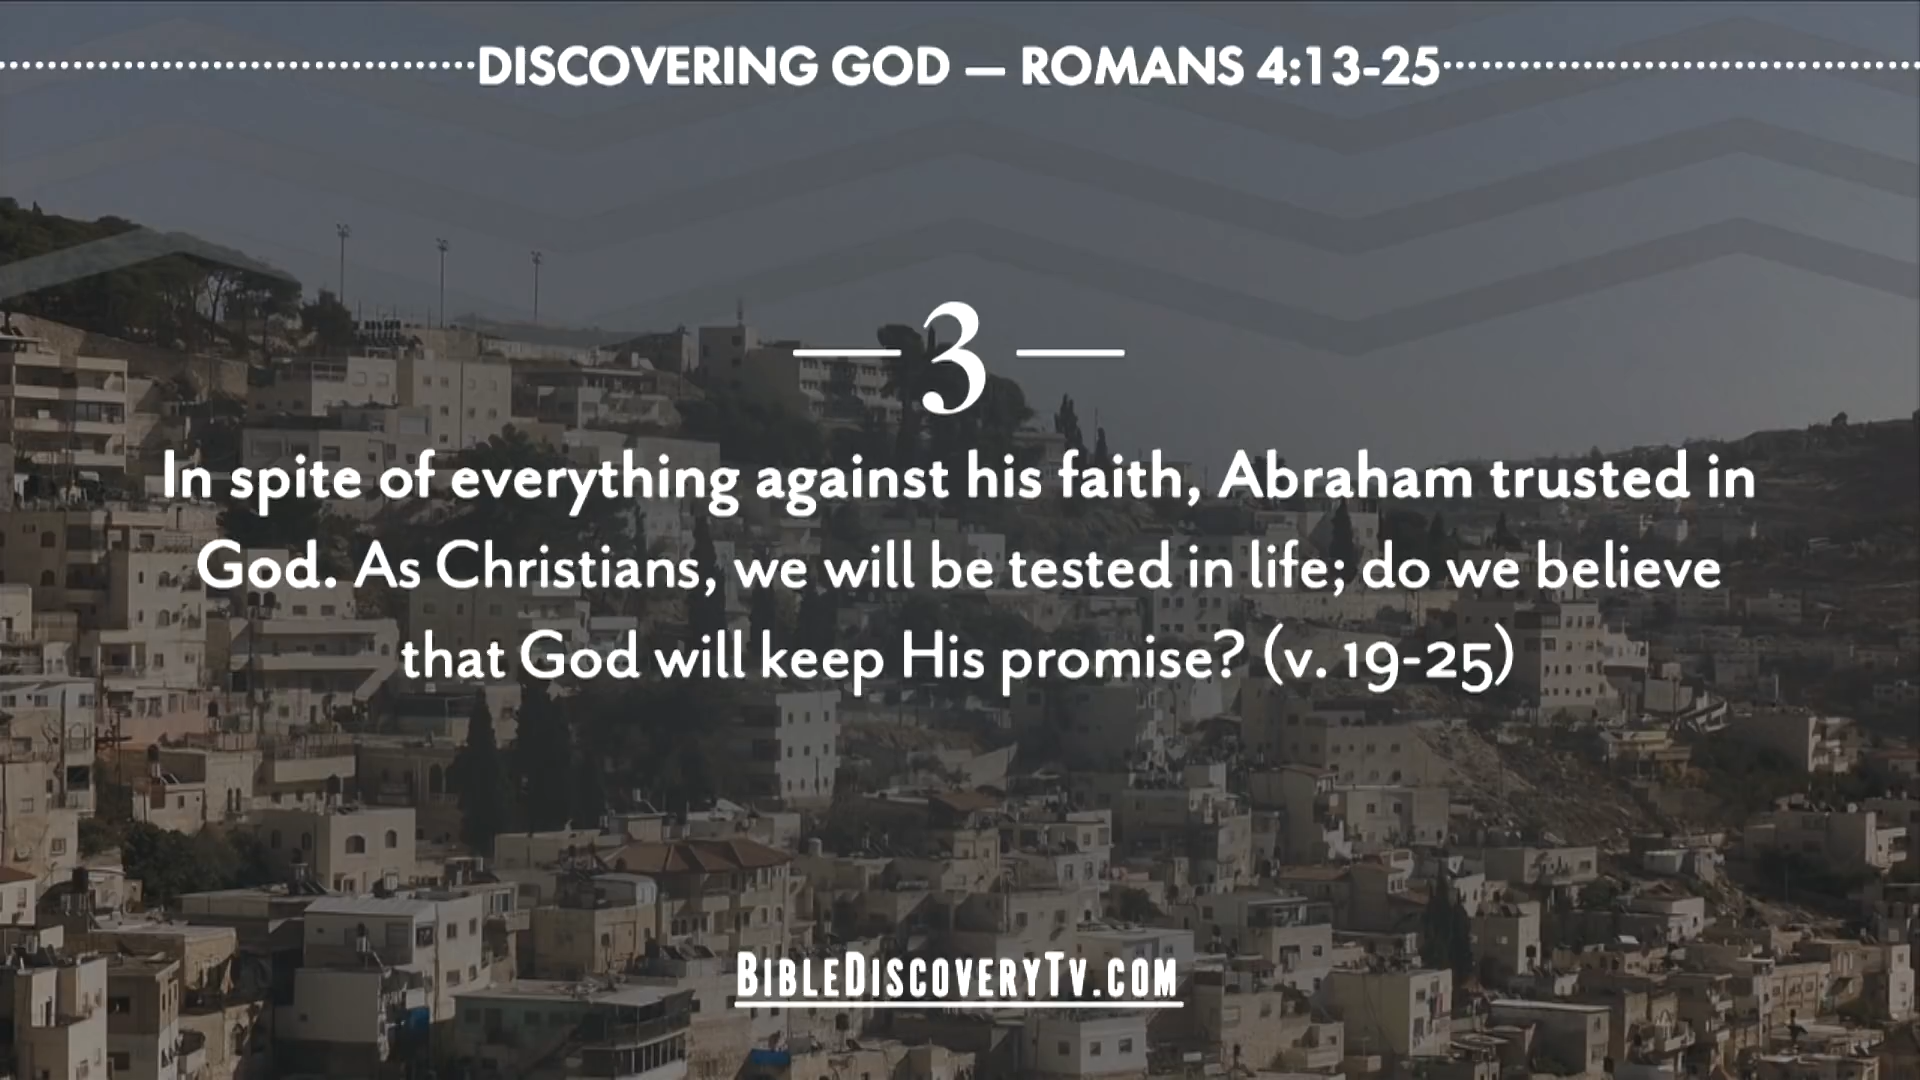 DISCOVERING GOD — ROMANS 4:13-25
— 3 —
In spite of everything against his faith, Abraham trusted in
God. As Christians, we will be tested in life; do we believe
that God will keep His promise? (v. 19-25)
BIBLEDISCOVERYTV.COM